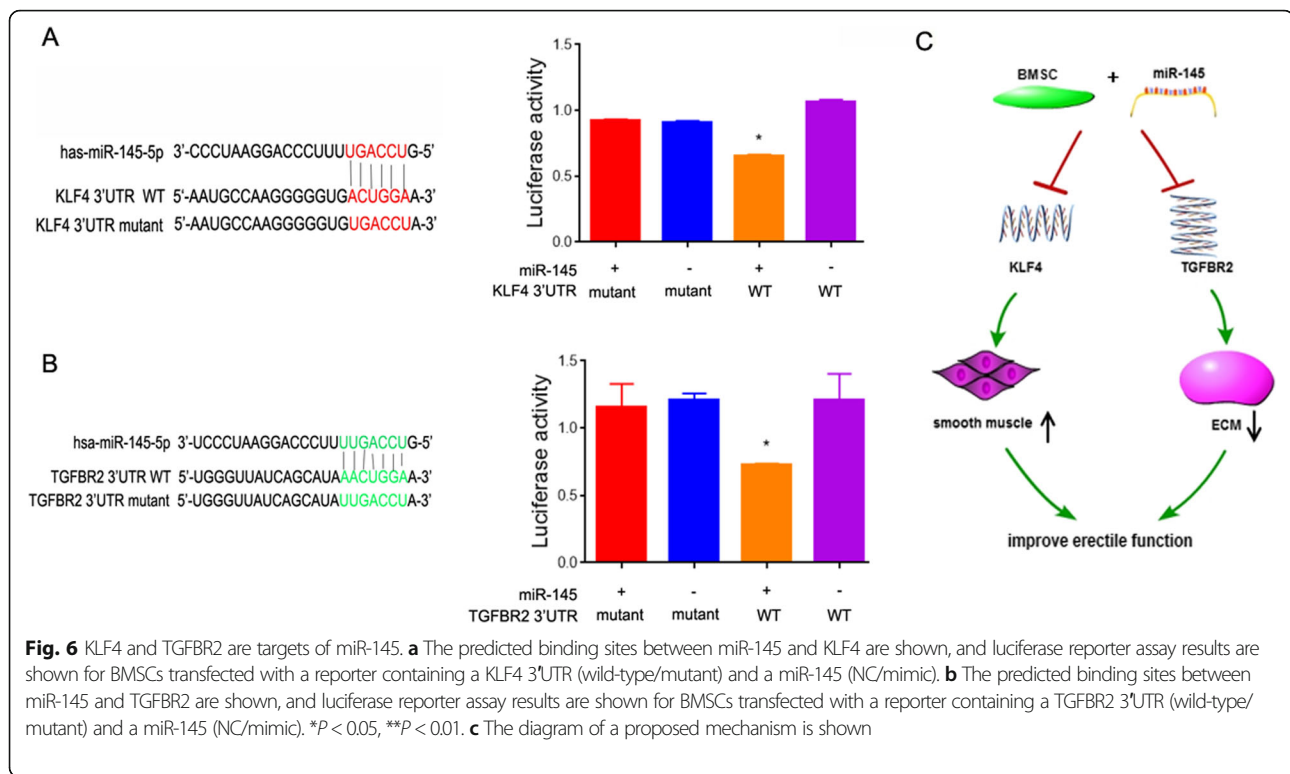 A
has-miR-145-5p 3'-CCCUAAGGACCCUUUUGACCUG-5'
KLF4 3'UTR WT 5'-AAUGCCAAGGGGGUGACUGGAA-3'
KLF4 3'UTR mutant 5'-AAUGCCAAGGGGGUGUGACCUA-3'
Luciferase activity
1.5
1.0
0.5
0.0
*
miR-145 + - + -
KLF4 3'UTR mutant mutant WT WT
B
hsa-miR-145-5p 3'-UCCCUAAGGACCCUUUUGACCUG-5'
TGFBR2 3'UTR WT 5'-UGGGUUAUCAGCAUAAACUGGAA-3'
TGFBR2 3'UTR mutant 5'-UGGGUUAUCAGCAUAUUGACCUA-3'
Luciferase activity
1.5
1.0
0.5
0.0
*
miR-145 + - + -
TGFBR2 3'UTR mutant mutant WT WT
C
BMSC + miR-145
KLF4 TGFBR2
smooth muscle ECM
improve erectile function
Fig. 6 KLF4 and TGFBR2 are targets of miR-145. a The predicted binding sites between miR-145 and KLF4 are shown, and luciferase reporter assay results are
shown for BMSCs transfected with a reporter containing a KLF4 3′UTR (wild-type/mutant) and a miR-145 (NC/mimic). b The predicted binding sites between
miR-145 and TGFBR2 are shown, and luciferase reporter assay results are shown for BMSCs transfected with a reporter containing a TGFBR2 3′UTR (wild-type/
mutant) and a miR-145 (NC/mimic). *P < 0.05, **P < 0.01. c The diagram of a proposed mechanism is shown